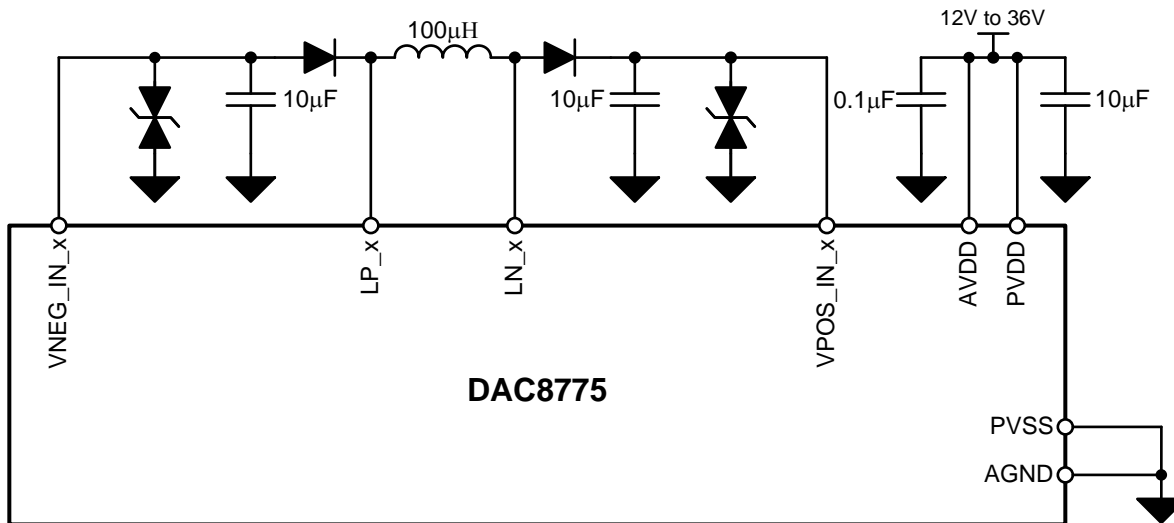 12V to 36V
100μH
10μF
10μF
0.1μF
10μF
VNEG_IN_x
LP_x
LN_x
VPOS_IN_x
AVDD
PVDD
DAC8775
PVSS
AGND